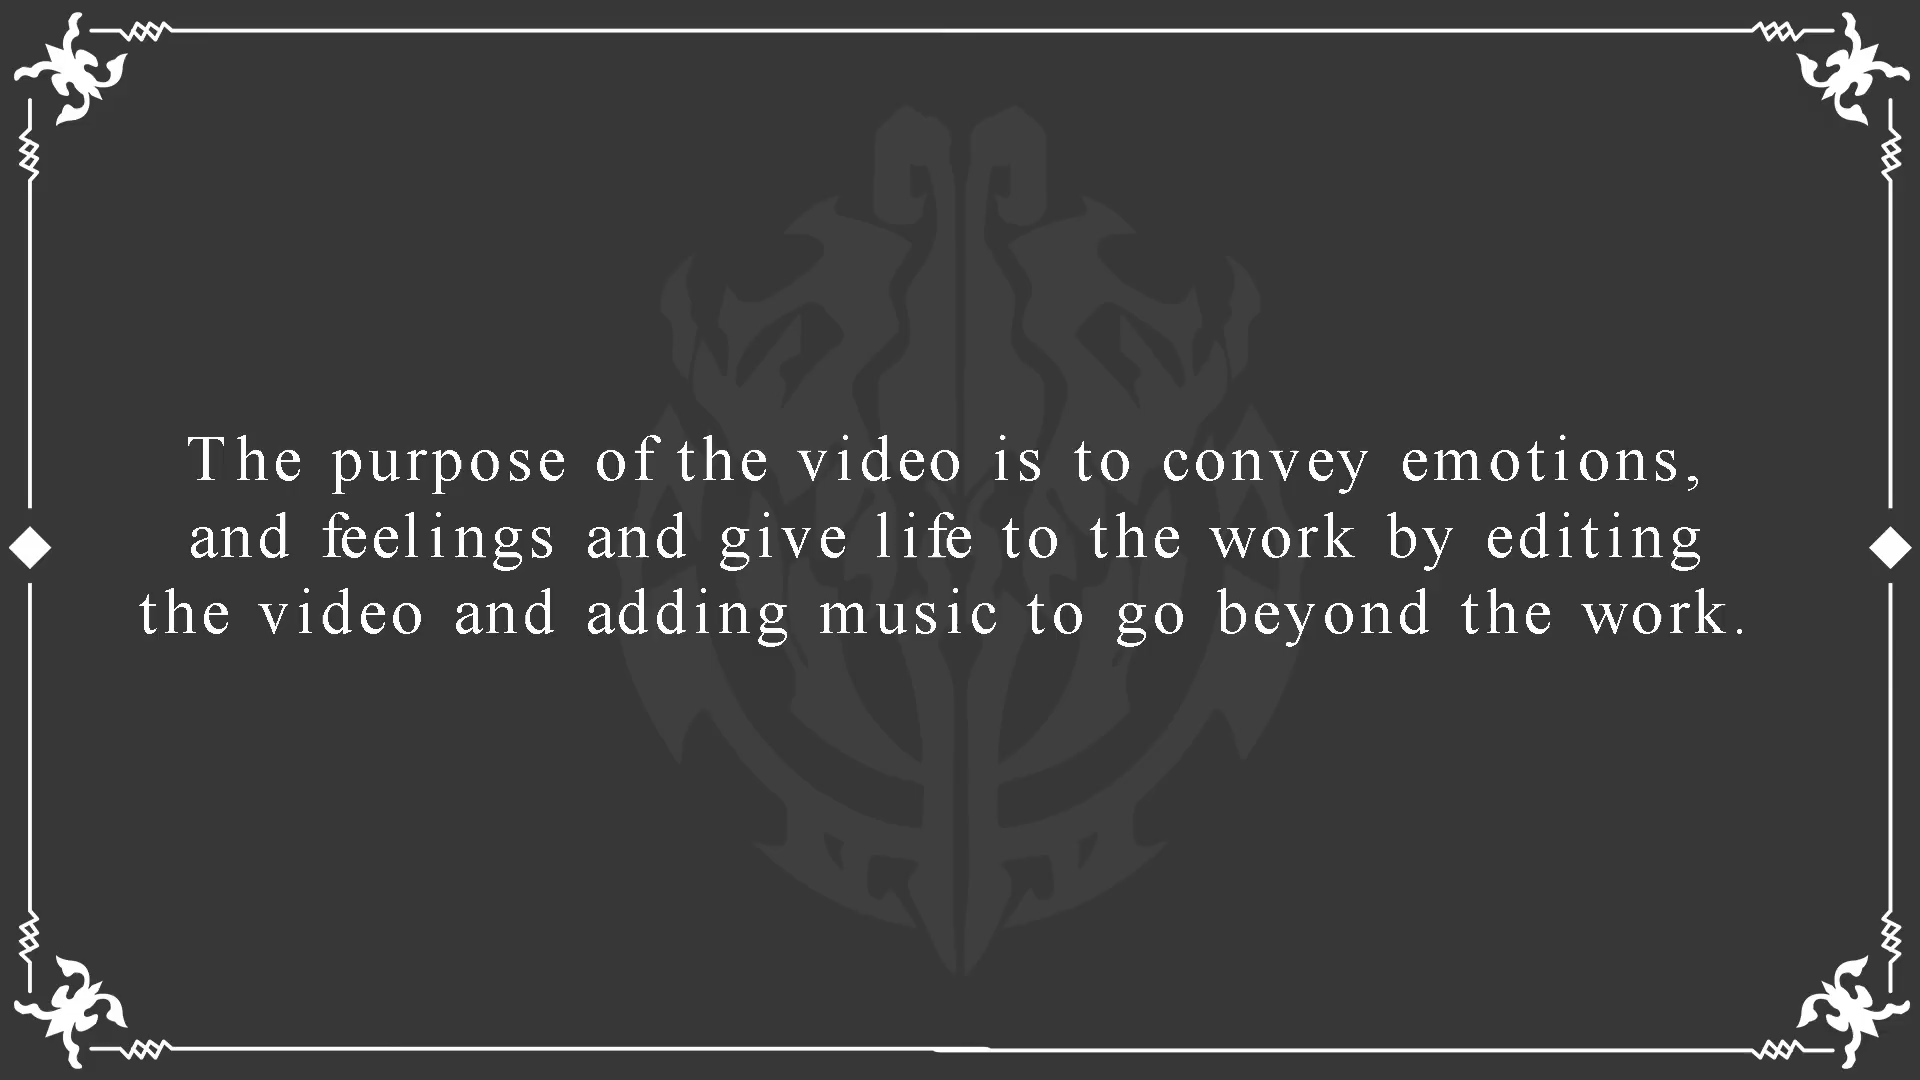 The purpose of the video is to convey emotions,
and feelings and give life to the work by editing
the video and adding music to go beyond the work.